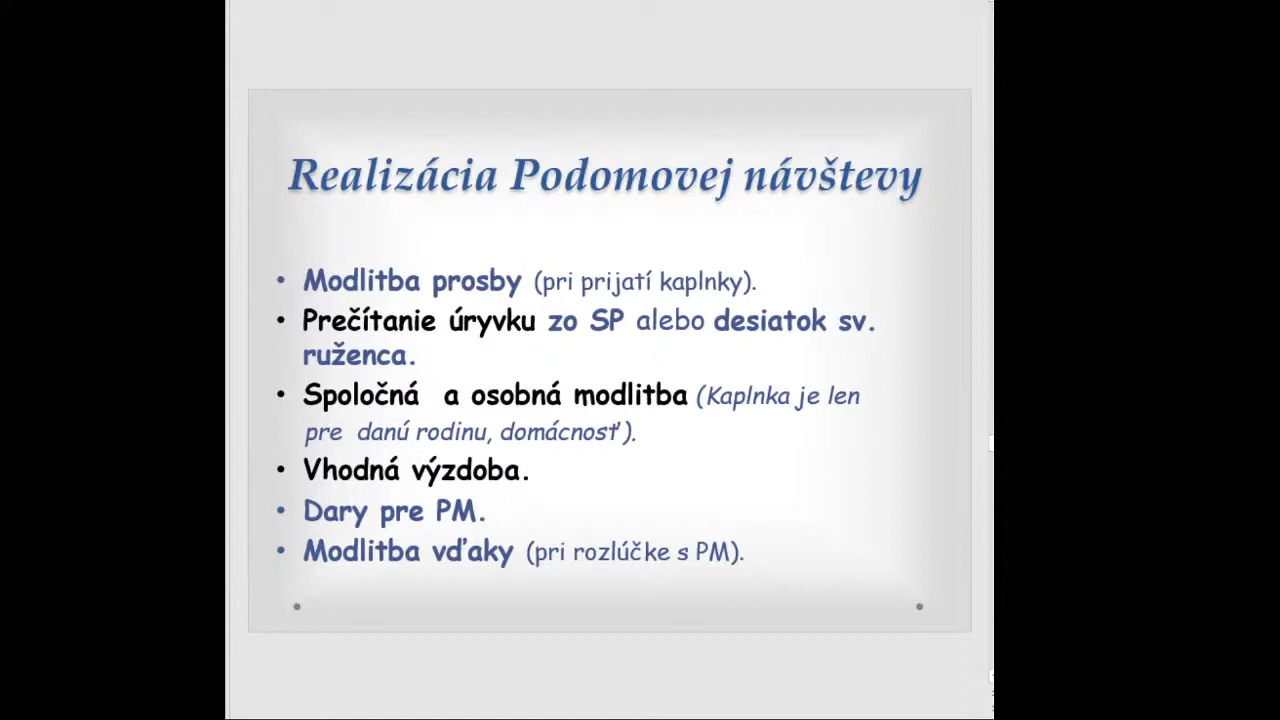 Realizácia Podomovej návštevy
• Modlitba prosby (pri prijatí kaplnky).
• Prečítanie úryvku zo SP alebo desiatok sv.
ruženca.
• Spoločná a osobná modlitba (Kaplnka je len
pre danú rodinu, domácnosť).
• Vhodná výzdoba.
• Dary pre PM.
• Modlitba vďaky (pri rozlúčke s PM).